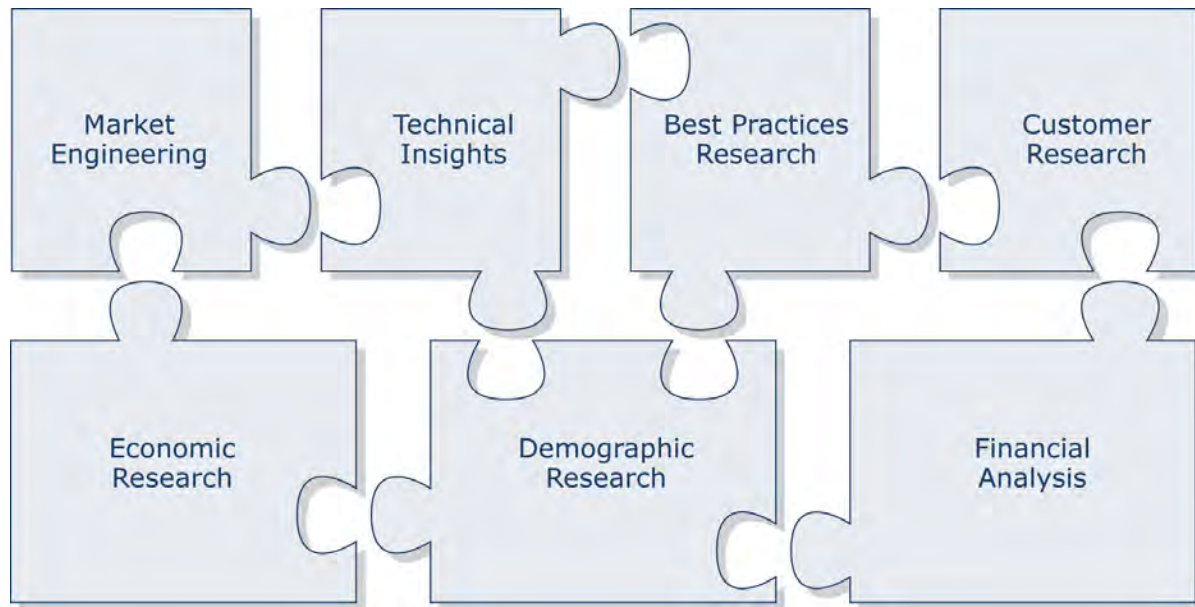 Market
Engineering
Technical
Insights
Best Practices
Research
Customer
Research
Economic
Research
Demographic
Research
Financial
Analysis